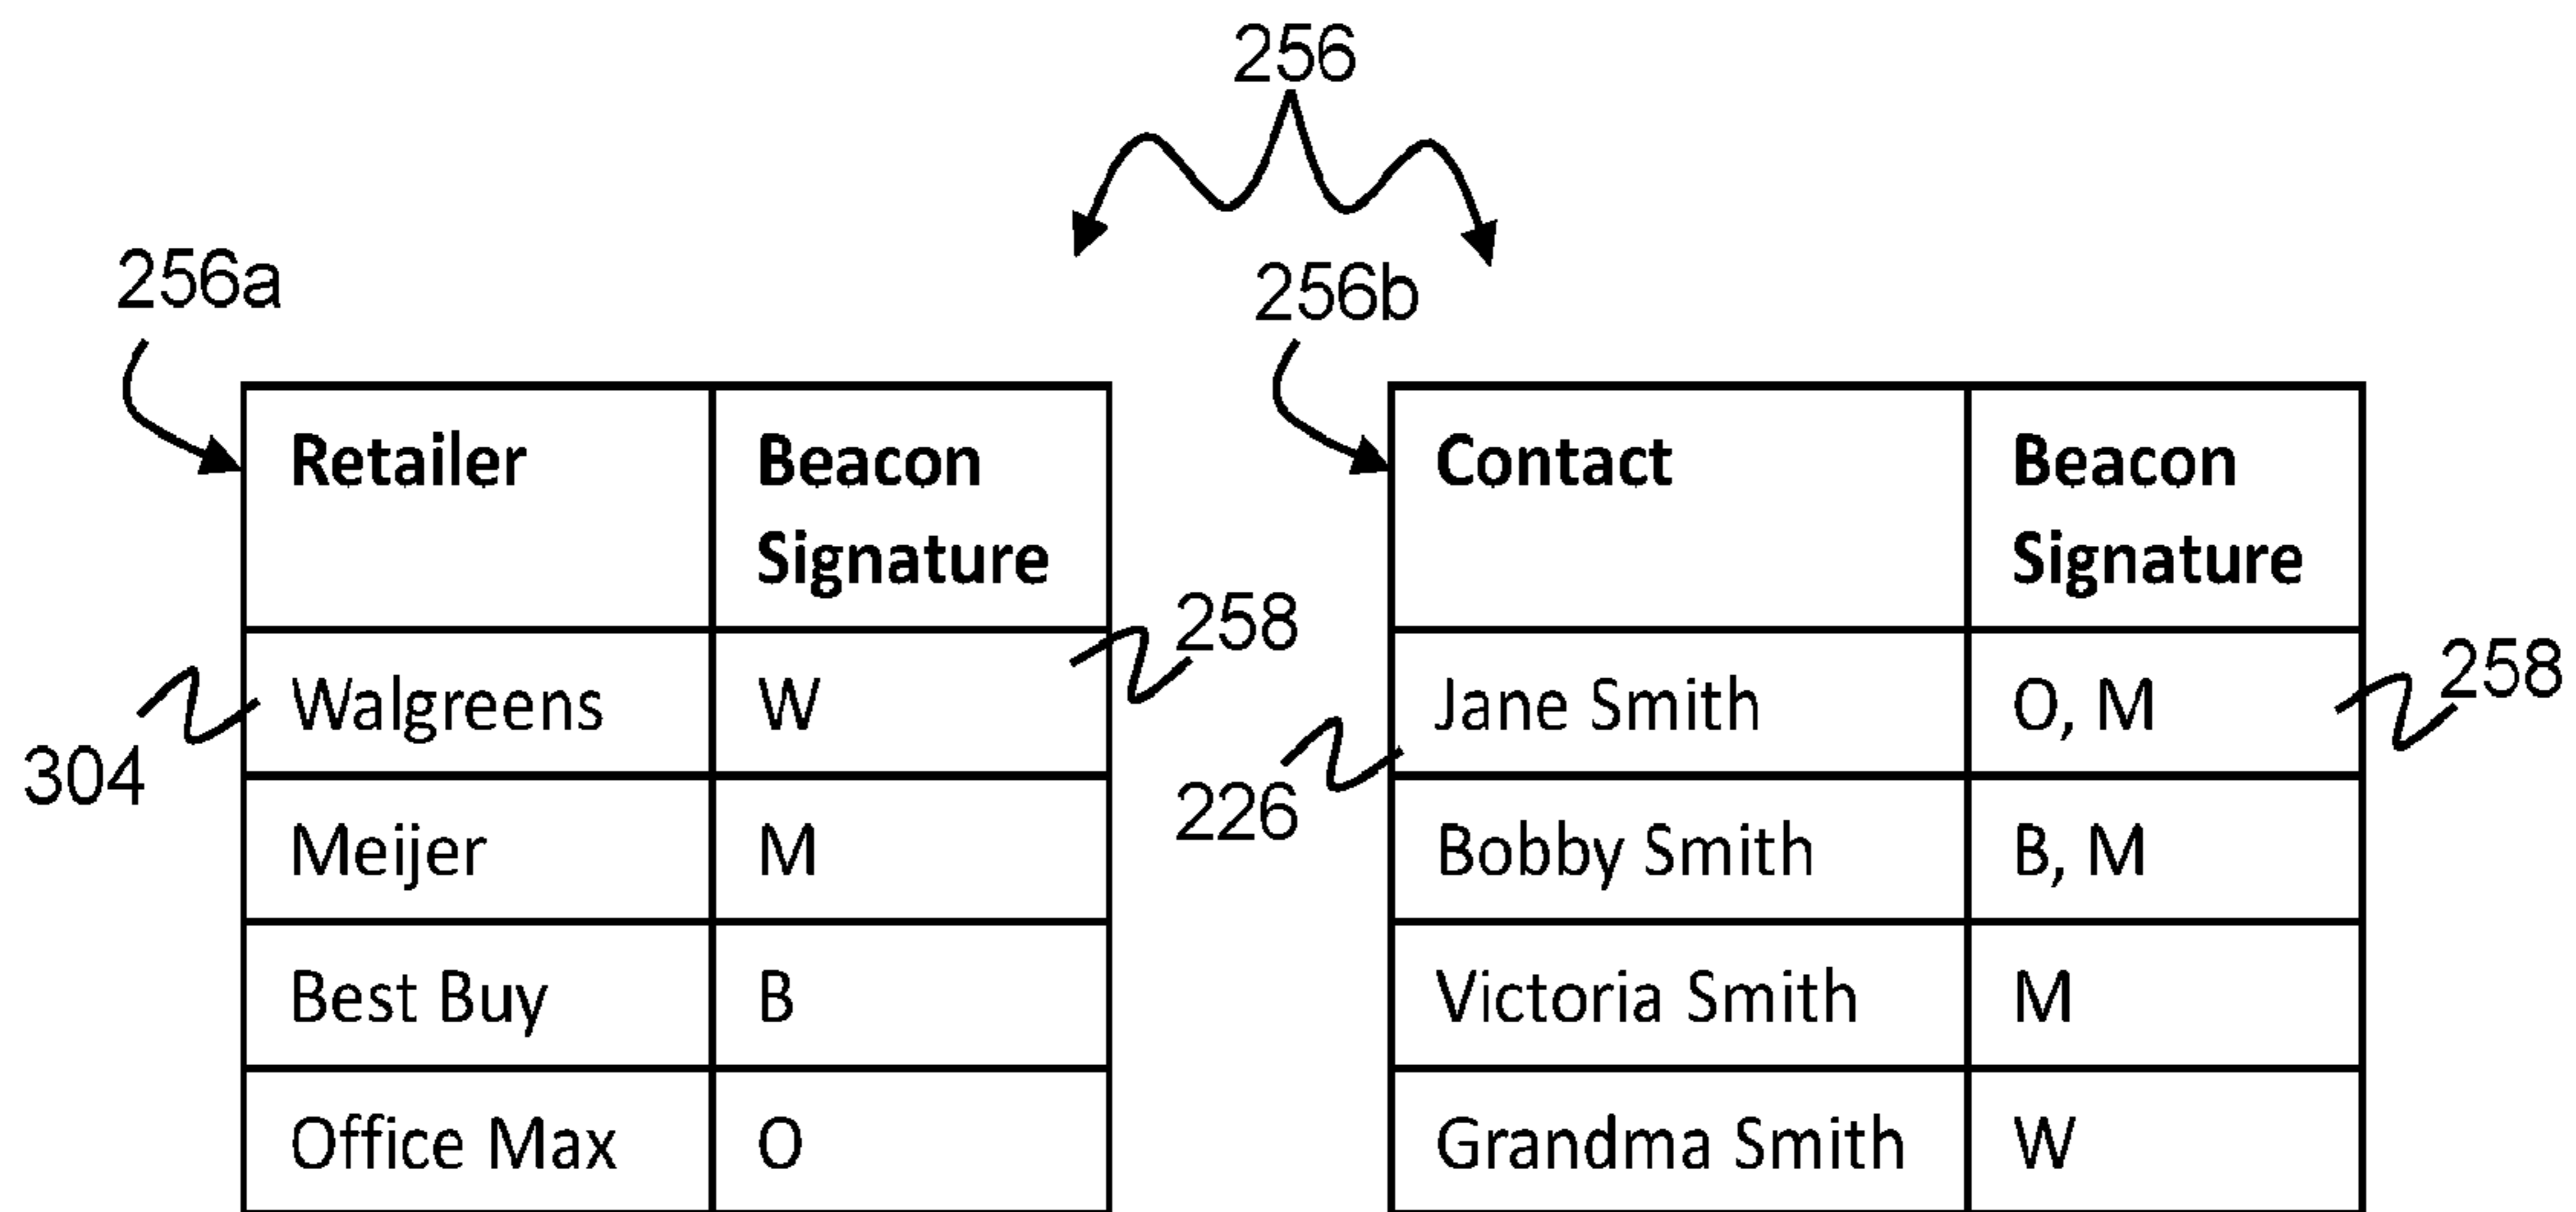 256
256a
256b
Retailer
Beacon
Signature
Contact
Beacon
Signature
258
258
304
226
Walgreens
W
Jane Smith
O, M
Meijer
M
Bobby Smith
B, M
Best Buy
B
Victoria Smith
M
Office Max
O
Grandma Smith
W